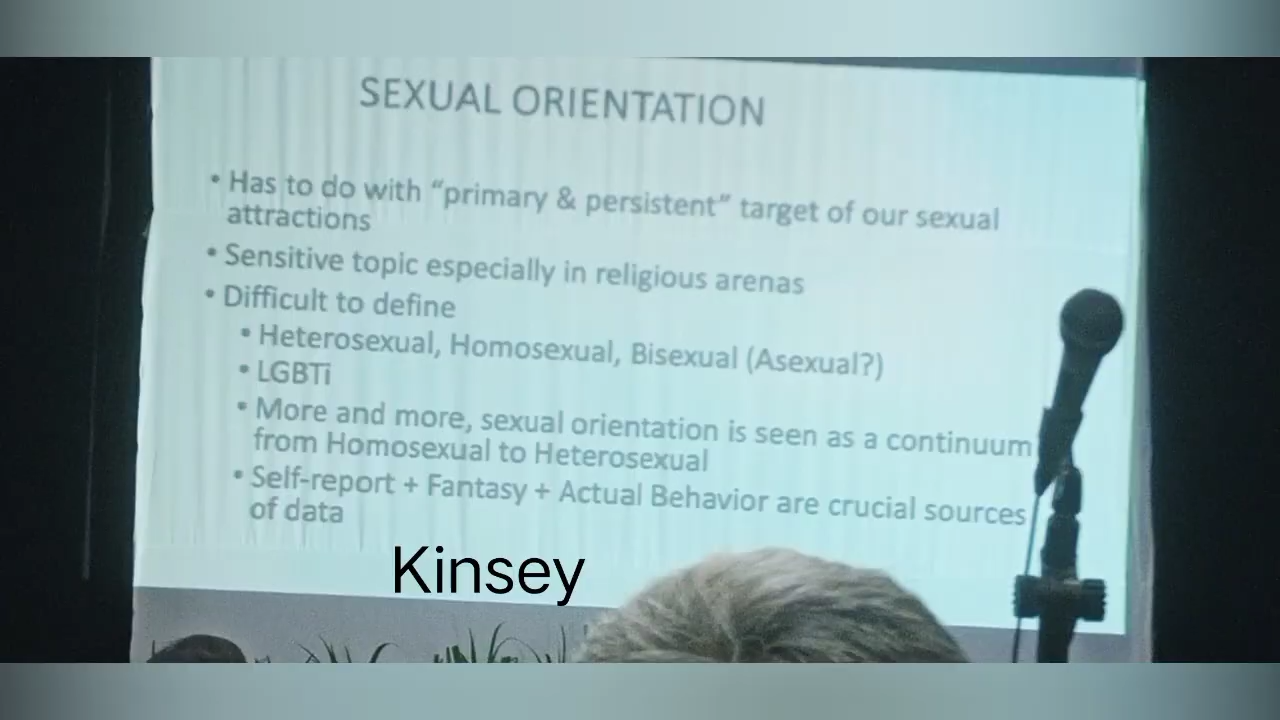 SEXUAL ORIENTATION
• Has to do with “primary & persistent” target of our sexual
attractions
• Sensitive topic especially in religious arenas
• Difficult to define
• Heterosexual, Homosexual, Bisexual (Asexual?)
• LGBTi
• More and more, sexual orientation is seen as a continuum
from Homosexual to Heterosexual
• Self-report + Fantasy + Actual Behavior are crucial sources
of data
Kinsey